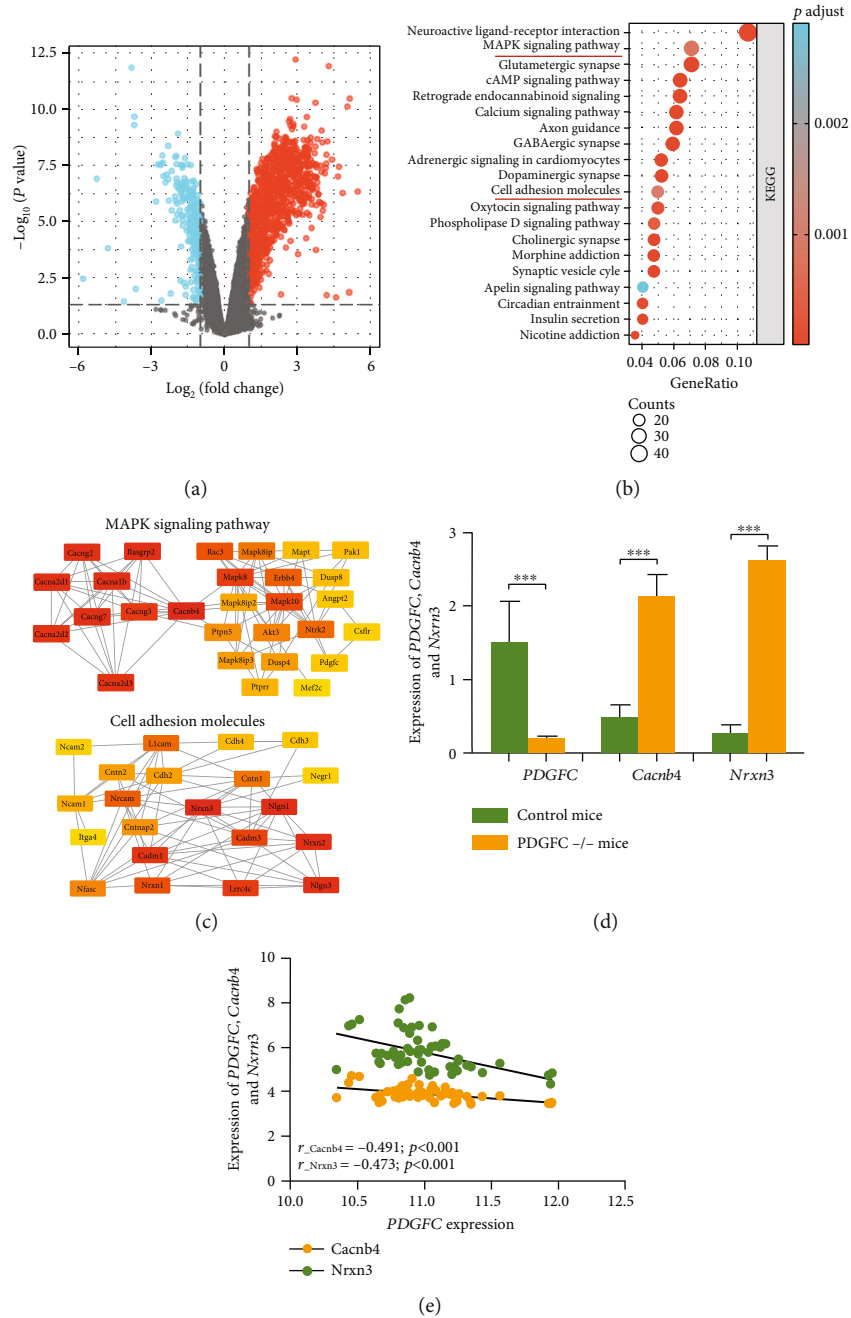 12.5
10.0
7.5
5.0
2.5
0.0
−Log10 (P value)
−6
−3
0
3
6
Log2 (fold change)
(a)
Neuroactive ligand-receptor interaction
MAPK signaling pathway
Glutametergic synapse
cAMP signaling pathway
Retrograde endocannabinoid signaling
Calcium signaling pathway
Axon guidance
GABAergic synapse
Adrenergic signaling in cardiomyocytes
Dopaminergic synapse
Cell adhesion molecules
Oxytocin signaling pathway
Phospholipase D signaling pathway
Cholinergic synapse
Morphine addiction
Synaptic vesicle cyle
Apelin signaling pathway
Circadian entrainment
Insulin secretion
Nicotine addiction
KEGG
p adjust
0.002
0.001
0.04 0.06 0.08 0.10
GeneRatio
Counts
20
30
40
(b)
MAPK signaling pathway
Cacng2
Rasgrp2
Rac3
Mapk8ip
Mapt
Pak1
Cacna2d1
Cacna1b
Mapk8
Erbb4
Dusp8
Cacng7
Cacng3
Cacnb4
Mapk8ip2
Mapk10
Angpt2
Cacna2d2
Ptpn5
Akt3
Ntrk2
Csflr
Mapk8ip3
Dusp4
Pdgfc
Cacna2d3
Ptprr
Mef2c
Cell adhesion molecules
Ncam2
L1cam
Cdh4
Cdh3
Cntn2
Cdh2
Cntn1
Negr1
Ncam1
Nrcam
Nrxn3
Nlgn1
Itga4
Cntnap2
Cadm3
Nrxn2
Cadm1
Nfasc
Nrxn1
Lrrc4c
Nlgn3
(c)
Expression of PDGFC, Cacnb4
and Nxrn3
3
2
1
0
***
***
***
PDGFC
Cacnb4
Nrxn3
Control mice
PDGFC −/− mice
(d)
Expression of PDGFC, Cacnb4
and Nxrn3
10
8
6
4
2
0
r_Cacnb4 = −0.491; p<0.001
r_Nrxn3 = −0.473; p<0.001
10.0
10.5
11.0
11.5
12.0
12.5
PDGFC expression
Cacnb4
Nrxn3
(e)